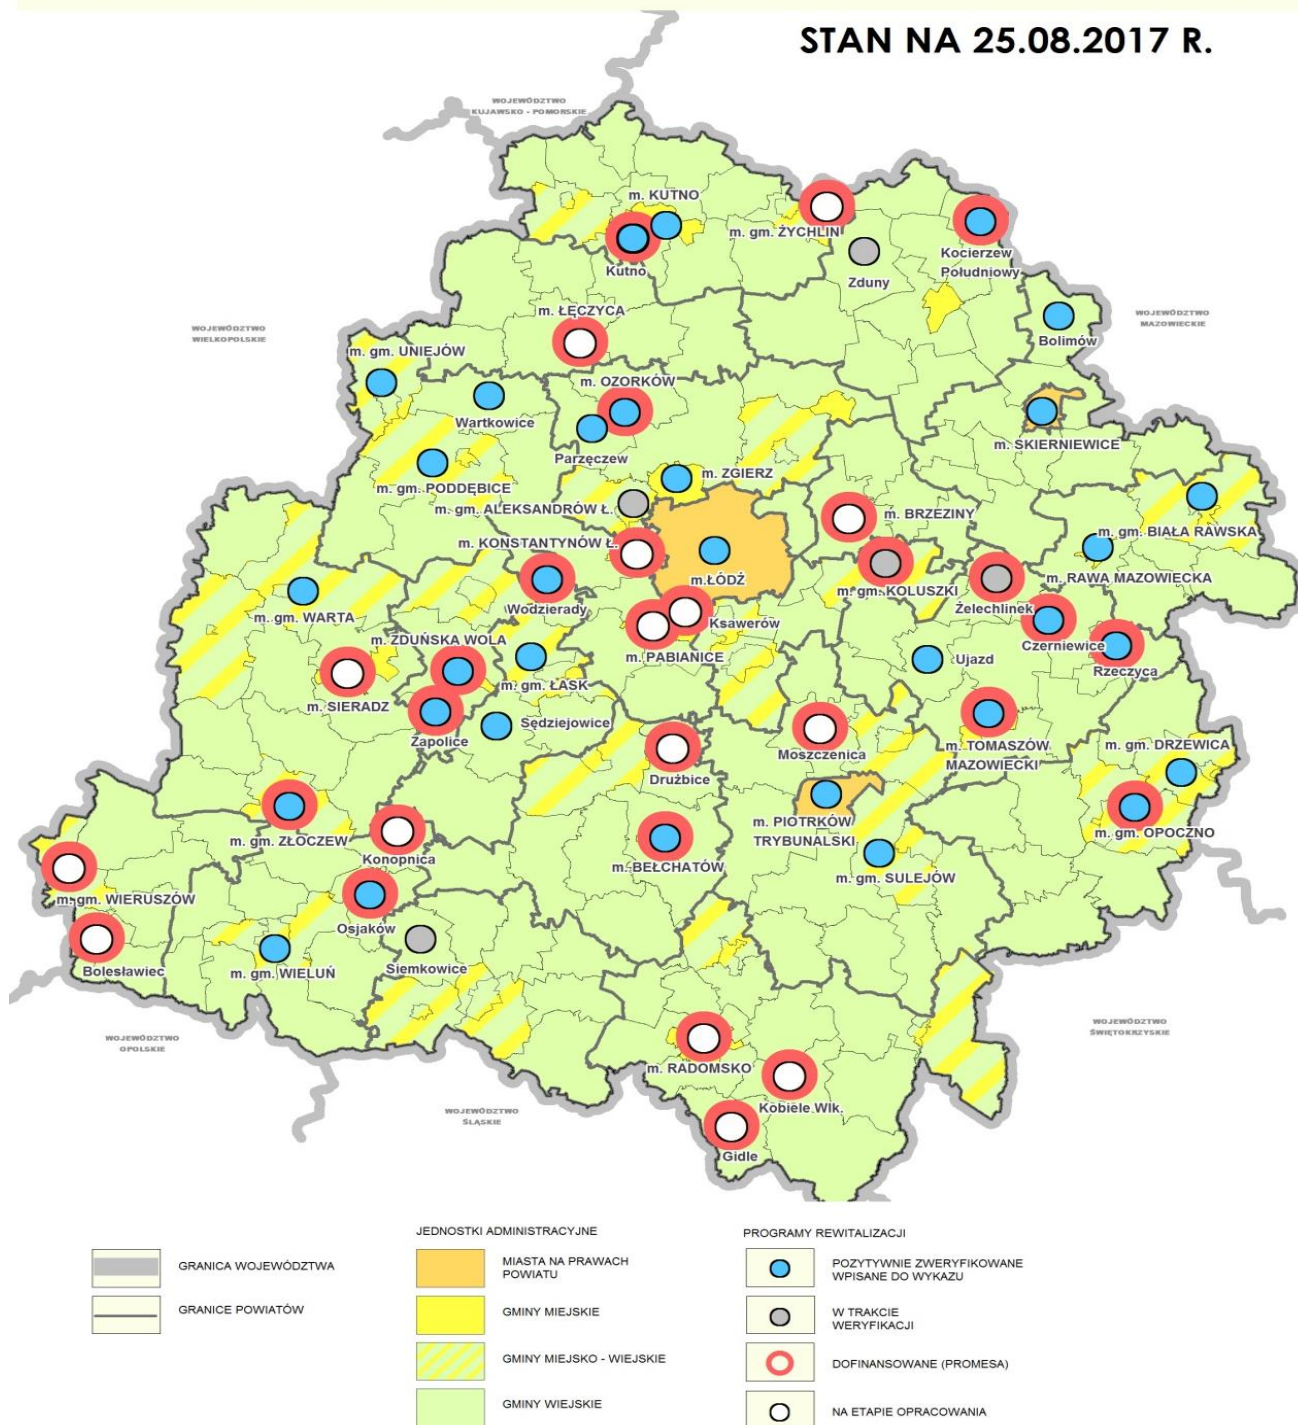 STAN NA 25.08.2017 R.
WOJEWÓDZTWO
KUJAWSKO - POMORSKIE
m. KUTNO
m. gm. ŻYCHLIN
Kutno
Zduny
Kocierzew
Południowy
WOJEWÓDZTWO
WIELKOPOLSKIE
m. ŁĘCZYCA
WOJEWÓDZTWO
MAZOWIECKIE
Bolimów
m. gm. UNIEJÓW
m. OZORKÓW
Wartkowice
Parzęczew
m. SKIERNIEWICE
m. ZGIERZ
m. gm. PODDĘBICE
m. gm. ALEKSANDRÓW Ł.
m. BRZEZINY
m. gm. BIAŁA RAWSKA
m. KONSTANTYNÓW Ł.
m.ŁÓDŹ
m. RAWA MAZOWIECKA
m. gm. KOLUSZKI
Żelechlinek
Wodzierady
m. gm. WARTA
Ksawerów
m. ZDUŃSKA WOLA
m. PABIANICE
Czerniewice
Ujazd
Rzeczyca
m. gm. ŁASK
m. SIERADZ
Sędziejowice
Zapolice
Moszczenica
m. TOMASZÓW
MAZOWIECKI
m. gm. DRZEWICA
Drużbice
m. PIOTRKÓW
TRYBUNALSKI
m. gm. OPOCZNO
m. gm. ZŁOCZEW
Konopnica
m. BEŁCHATÓW
m. gm. SULEJÓW
m. gm. WIERUSZÓW
Osjaków
Bolesławiec
m. gm. WIELUŃ
Siemkowice
WOJEWÓDZTWO
OPOLSKIE
WOJEWÓDZTWO
ŚWIĘTOKRZYSKIE
m. RADOMSKO
Kobiele Wlk.
WOJEWÓDZTWO
ŚLĄSKIE
Gidle
GRANICA WOJEWÓDZTWA
GRANICE POWIATÓW
JEDNOSTKI ADMINISTRACYJNE
MIASTA NA PRAWACH
POWIATU
GMINY MIEJSKIE
GMINY MIEJSKO - WIEJSKIE
GMINY WIEJSKIE
PROGRAMY REWITALIZACJI
POZYTYWNIE ZWERYFIKOWANE
WPISANE DO WYKAZU
W TRAKCIE
WERYFIKACJI
DOFINANSOWANE (PROMESA)
NA ETAPIE OPRACOWANIA